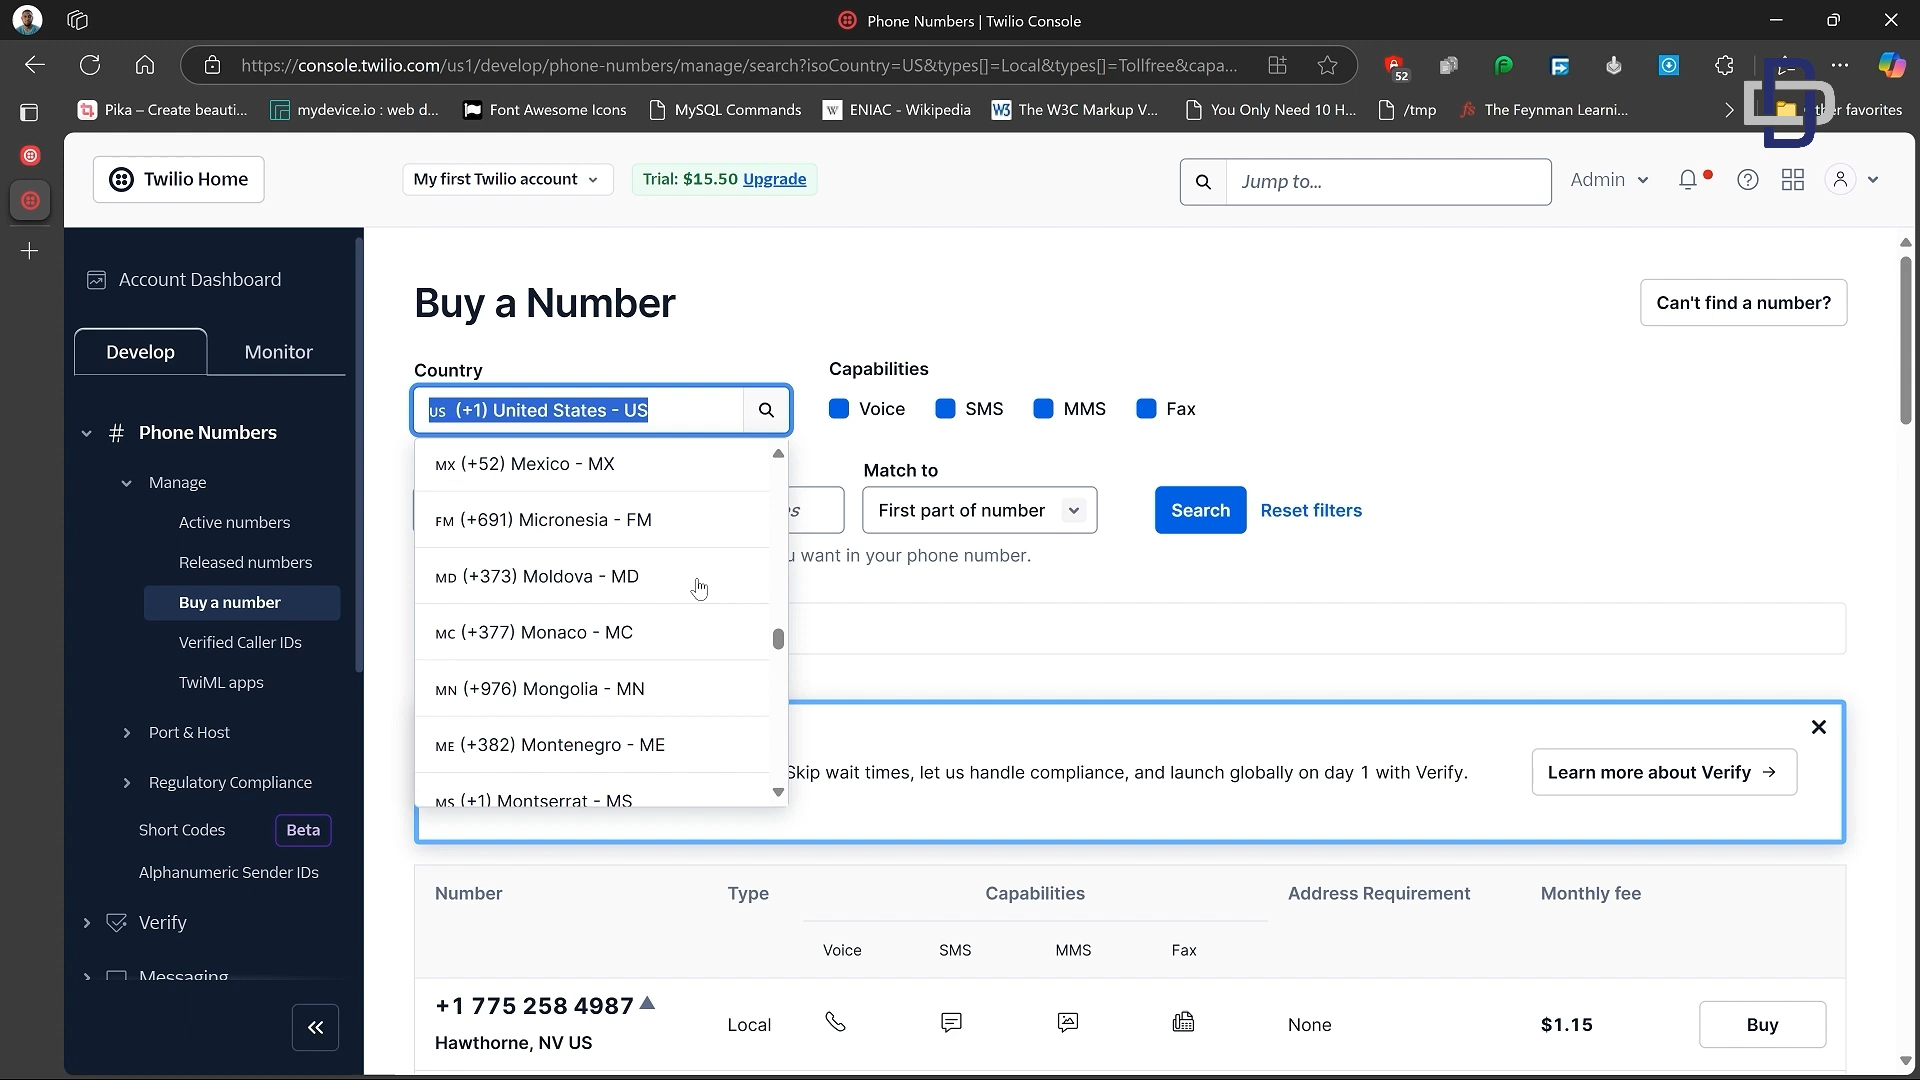 Phone Numbers | Twilio Console
https://console.twilio.com/us1/develop/phone-numbers/manage/search?isoCountry=US&types[]=Local&types[]=Tollfree&capa...
52
Pika – Create beauti...
mydevice.io : web d...
Font Awesome Icons
MySQL Commands
W ENIAC - Wikipedia
W3 The W3C Markup V...
You Only Need 10 H...
/tmp
fs The Feynman Learni...
her favorites
Twilio Home
My first Twilio account
Trial: $15.50 Upgrade
Jump to...
Admin
Account Dashboard
Develop
Monitor
# Phone Numbers
Manage
Active numbers
Released numbers
Buy a number
Verified Caller IDs
TwiML apps
Port & Host
Regulatory Compliance
Short Codes
Beta
Alphanumeric Sender IDs
Verify
Messaging
Buy a Number
Can't find a number?
Country
US (+1) United States - US
Capabilities
Voice
SMS
MMS
Fax
MX (+52) Mexico - MX
FM (+691) Micronesia - FM
MD (+373) Moldova - MD
MC (+377) Monaco - MC
MN (+976) Mongolia - MN
ME (+382) Montenegro - ME
MS (+1) Montserrat - MS
Match to
First part of number
Search
Reset filters
want in your phone number.
Skip wait times, let us handle compliance, and launch globally on day 1 with Verify.
Learn more about Verify →
Number
Type
Capabilities
Address Requirement
Monthly fee
Voice
SMS
MMS
Fax
+1 775 258 4987
Hawthorne, NV US
Local
None
$1.15
Buy